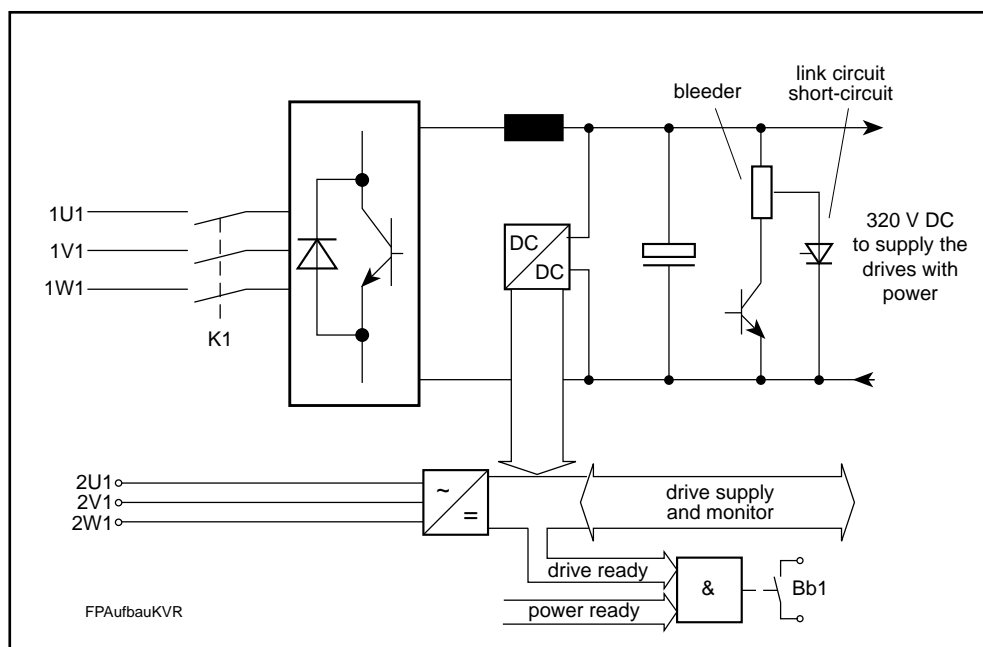 link circuit
short-circuit
bleeder
1U1
1V1
1W1
K1
DC
DC
320 V DC
to supply the
drives with
power
2U1
2V1
2W1
~
=
drive supply
and monitor
drive ready
power ready
&
Bb1
FPAufbauKVR